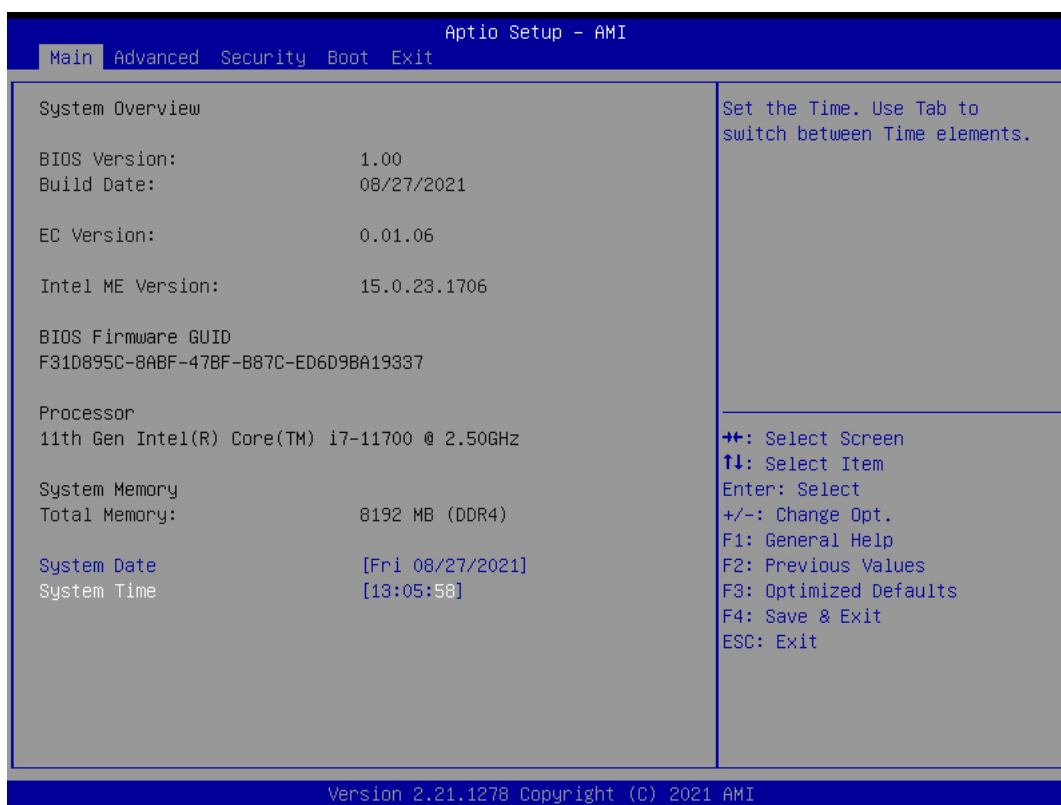 Aptio Setup – AMI
Main Advanced Security Boot Exit
System Overview
BIOS Version: 1.00
Build Date: 08/27/2021
EC Version: 0.01.06
Intel ME Version: 15.0.23.1706
BIOS Firmware GUID
F31D895C-8ABF-47BF-B87C-ED6D9BA19337
Processor
11th Gen Intel(R) Core(TM) i7-11700 @ 2.50GHz
System Memory
Total Memory: 8192 MB (DDR4)
System Date [Fri 08/27/2021]
System Time [13:05:58]
Set the Time. Use Tab to
switch between Time elements.
→←: Select Screen
↑↓: Select Item
Enter: Select
+/-: Change Opt.
F1: General Help
F2: Previous Values
F3: Optimized Defaults
F4: Save & Exit
ESC: Exit
Version 2.21.1278 Copyright (C) 2021 AMI